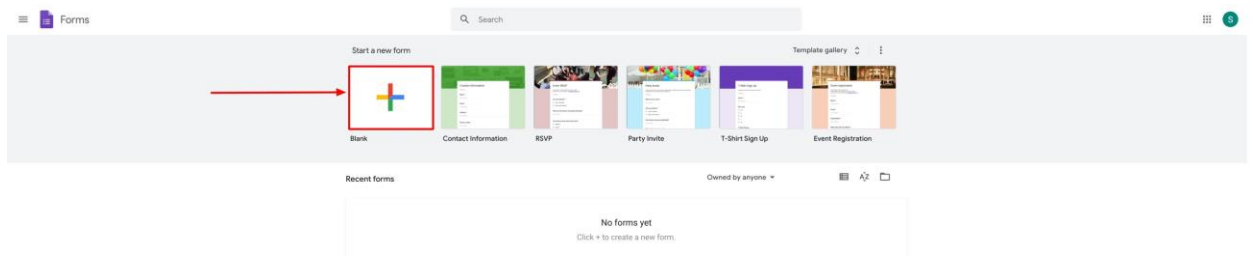 Forms
Search
S
Start a new form
Template gallery
Blank
Contact Information
RSVP
Party Invite
T-Shirt Sign Up
Event Registration
Recent forms
Owned by anyone
AZ
No forms yet
Click + to create a new form.